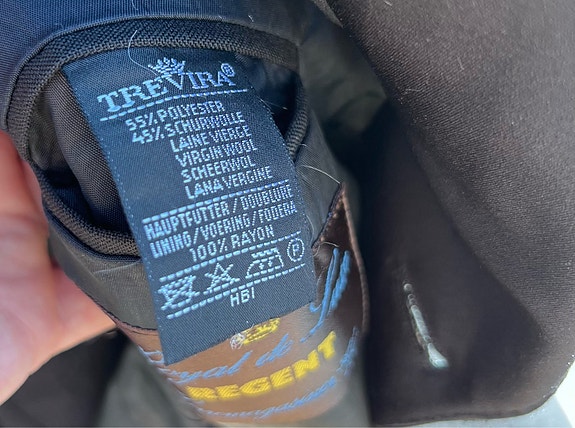 TREVIRA®
55% POLYESTER
45% SCHURWOLLE
LAINE VIERGE
VIRGIN WOOL
SCHEERWOL
LANA VERGINE
HAUPTFUTTER / DOUBLURE
LINING / VOERING / FODERA
100% RAYON
P
HBI
REGENT